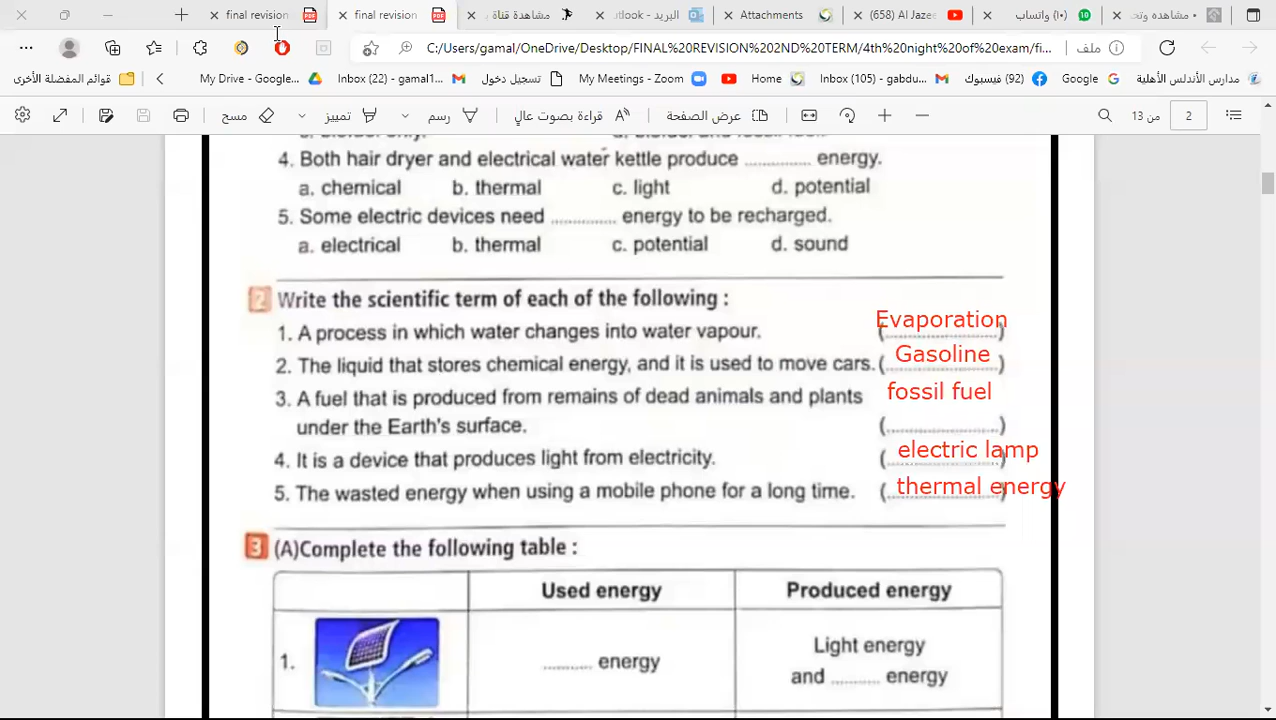 final revision
final revision
مشاهدة قناة
البريد - utlook
Attachments
(658) Al Jazee
(١٠) واتساب
مشاهده وتح
C:/Users/gamal/OneDrive/Desktop/FINAL%20REVISION%202ND%20TERM/4th%20night%20of%20exam/fi...
ملف
قوائم المفضلة الأخرى
My Drive - Google...
Inbox (22) - gamal1...
تسجيل دخول
My Meetings - Zoom
Home
Inbox (105) - gabdu...
(92) فيسبوك
Google
مدارس الأندلس الأهلية
مسح
تمييز
رسم
قراءة بصوت عالٍ
عرض الصفحة
من 13
2
4. Both hair dryer and electrical water kettle produce ............ energy.
a. chemical b. thermal c. light d. potential
5. Some electric devices need ............ energy to be recharged.
a. electrical b. thermal c. potential d. sound
2 Write the scientific term of each of the following :
1. A process in which water changes into water vapour. (Evaporation)
2. The liquid that stores chemical energy, and it is used to move cars. (Gasoline)
3. A fuel that is produced from remains of dead animals and plants fossil fuel
under the Earth's surface. (....................)
4. It is a device that produces light from electricity. (electric lamp)
5. The wasted energy when using a mobile phone for a long time. (thermal energy)
3 (A)Complete the following table :
Used energy Produced energy
1. ......... energy Light energy
and ......... energy